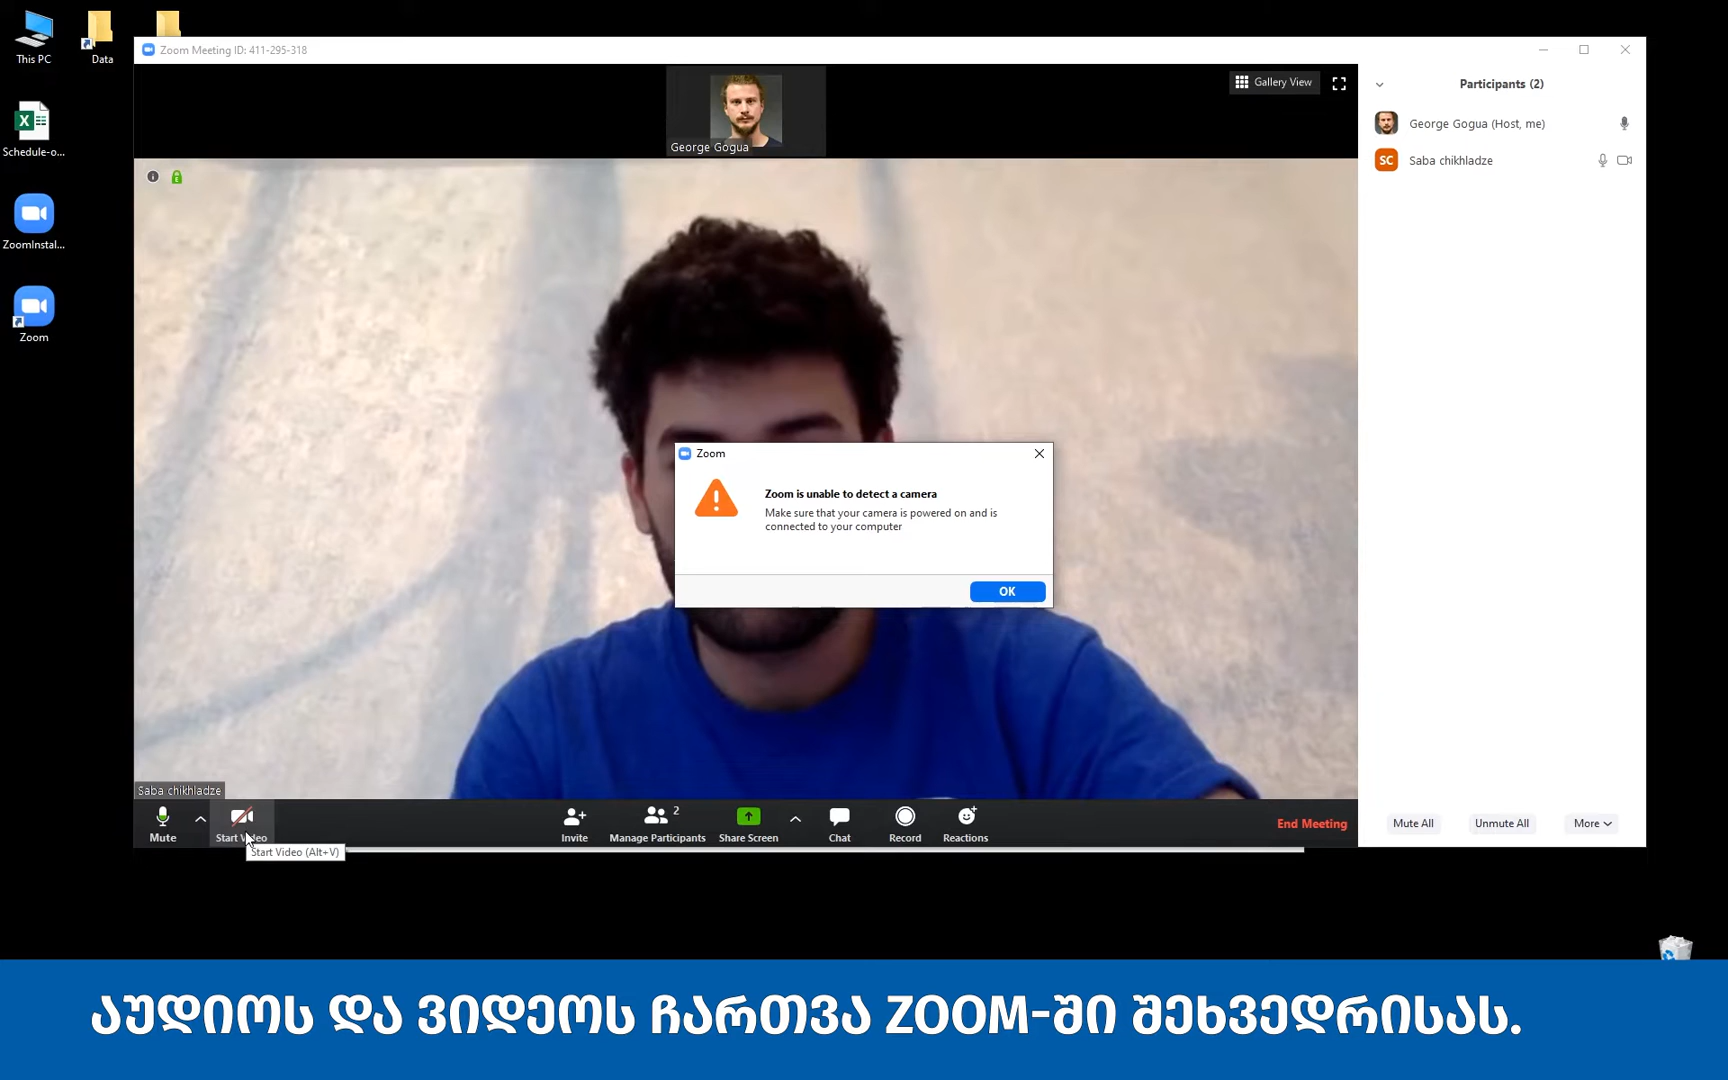 This PC
Data
Schedule-o...
ZoomInstal...
Zoom
Zoom Meeting ID: 411-295-318
George Gogua
Gallery View
Participants (2)
George Gogua (Host, me)
SC Saba chikhladze
Zoom
Zoom is unable to detect a camera
Make sure that your camera is powered on and is
connected to your computer
OK
Saba chikhladze
Mute
Start Video
Start Video (Alt+V)
Invite
2
Manage Participants
Share Screen
Chat
Record
Reactions
End Meeting
Mute All
Unmute All
More
აუდიოს და ვიდეოს ჩართვა ZOOM-ში შეხვედრისას.